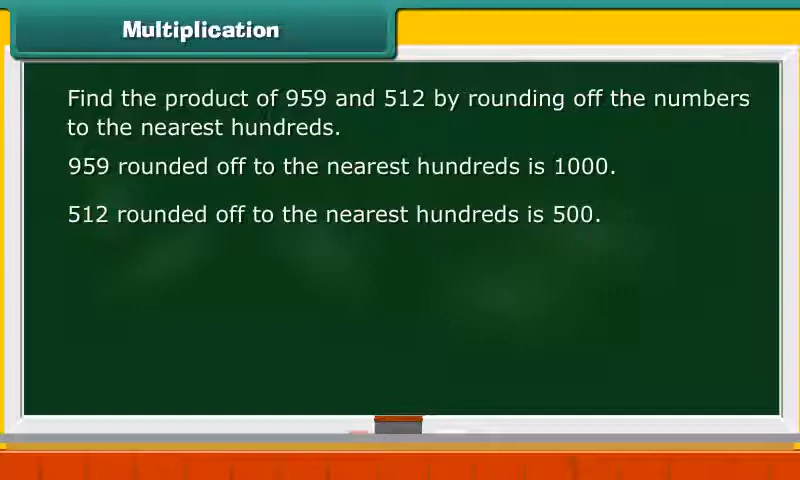 Multiplication
Find the product of 959 and 512 by rounding off the numbers
to the nearest hundreds.
959 rounded off to the nearest hundreds is 1000.
512 rounded off to the nearest hundreds is 500.